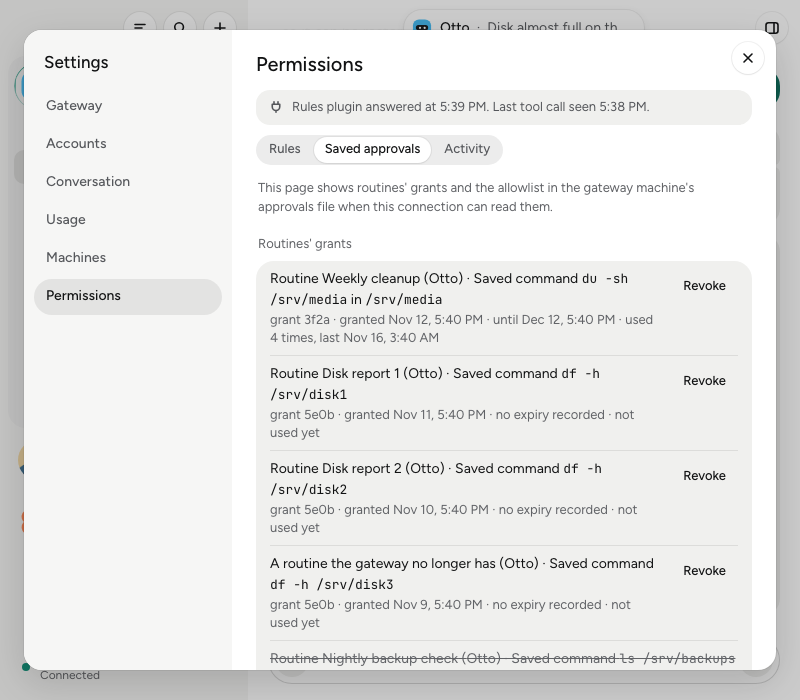 Otto · Disk almost full on th
Settings
Gateway
Accounts
Conversation
Usage
Machines
Permissions
Connected
Permissions
Rules plugin answered at 5:39 PM. Last tool call seen 5:38 PM.
Rules Saved approvals Activity
This page shows routines' grants and the allowlist in the gateway machine's
approvals file when this connection can read them.
Routines' grants
Routine Weekly cleanup (Otto) · Saved command du -sh
/srv/media in /srv/media
Revoke
grant 3f2a · granted Nov 12, 5:40 PM · until Dec 12, 5:40 PM · used
4 times, last Nov 16, 3:40 AM
Routine Disk report 1 (Otto) · Saved command df -h
/srv/disk1
Revoke
grant 5e0b · granted Nov 11, 5:40 PM · no expiry recorded · not
used yet
Routine Disk report 2 (Otto) · Saved command df -h
/srv/disk2
Revoke
grant 5e0b · granted Nov 10, 5:40 PM · no expiry recorded · not
used yet
A routine the gateway no longer has (Otto) · Saved command
df -h /srv/disk3
Revoke
grant 5e0b · granted Nov 9, 5:40 PM · no expiry recorded · not
used yet
Routine Nightly backup check (Otto) · Saved command ls /srv/backups